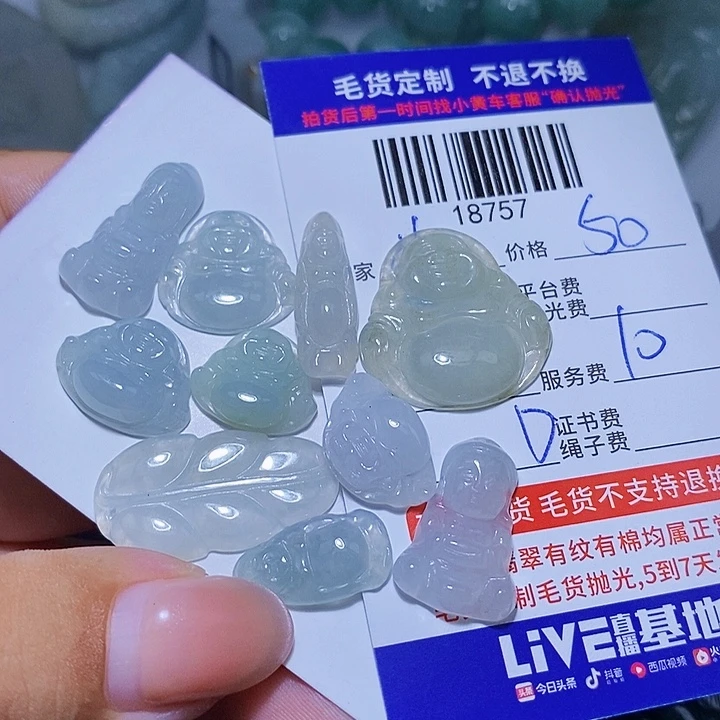 毛货定制 不退不换
拍货后第一时间找小黄车客服“确认抛光”
18757
家
价格 50
平台费
光费
服务费 10
证书费
绳子费
货 毛货不支持退换
翡翠有纹有棉均属正
制毛货抛光,5到7天
LiVE直播基地
头条 今日头条 抖音 西瓜视频 火